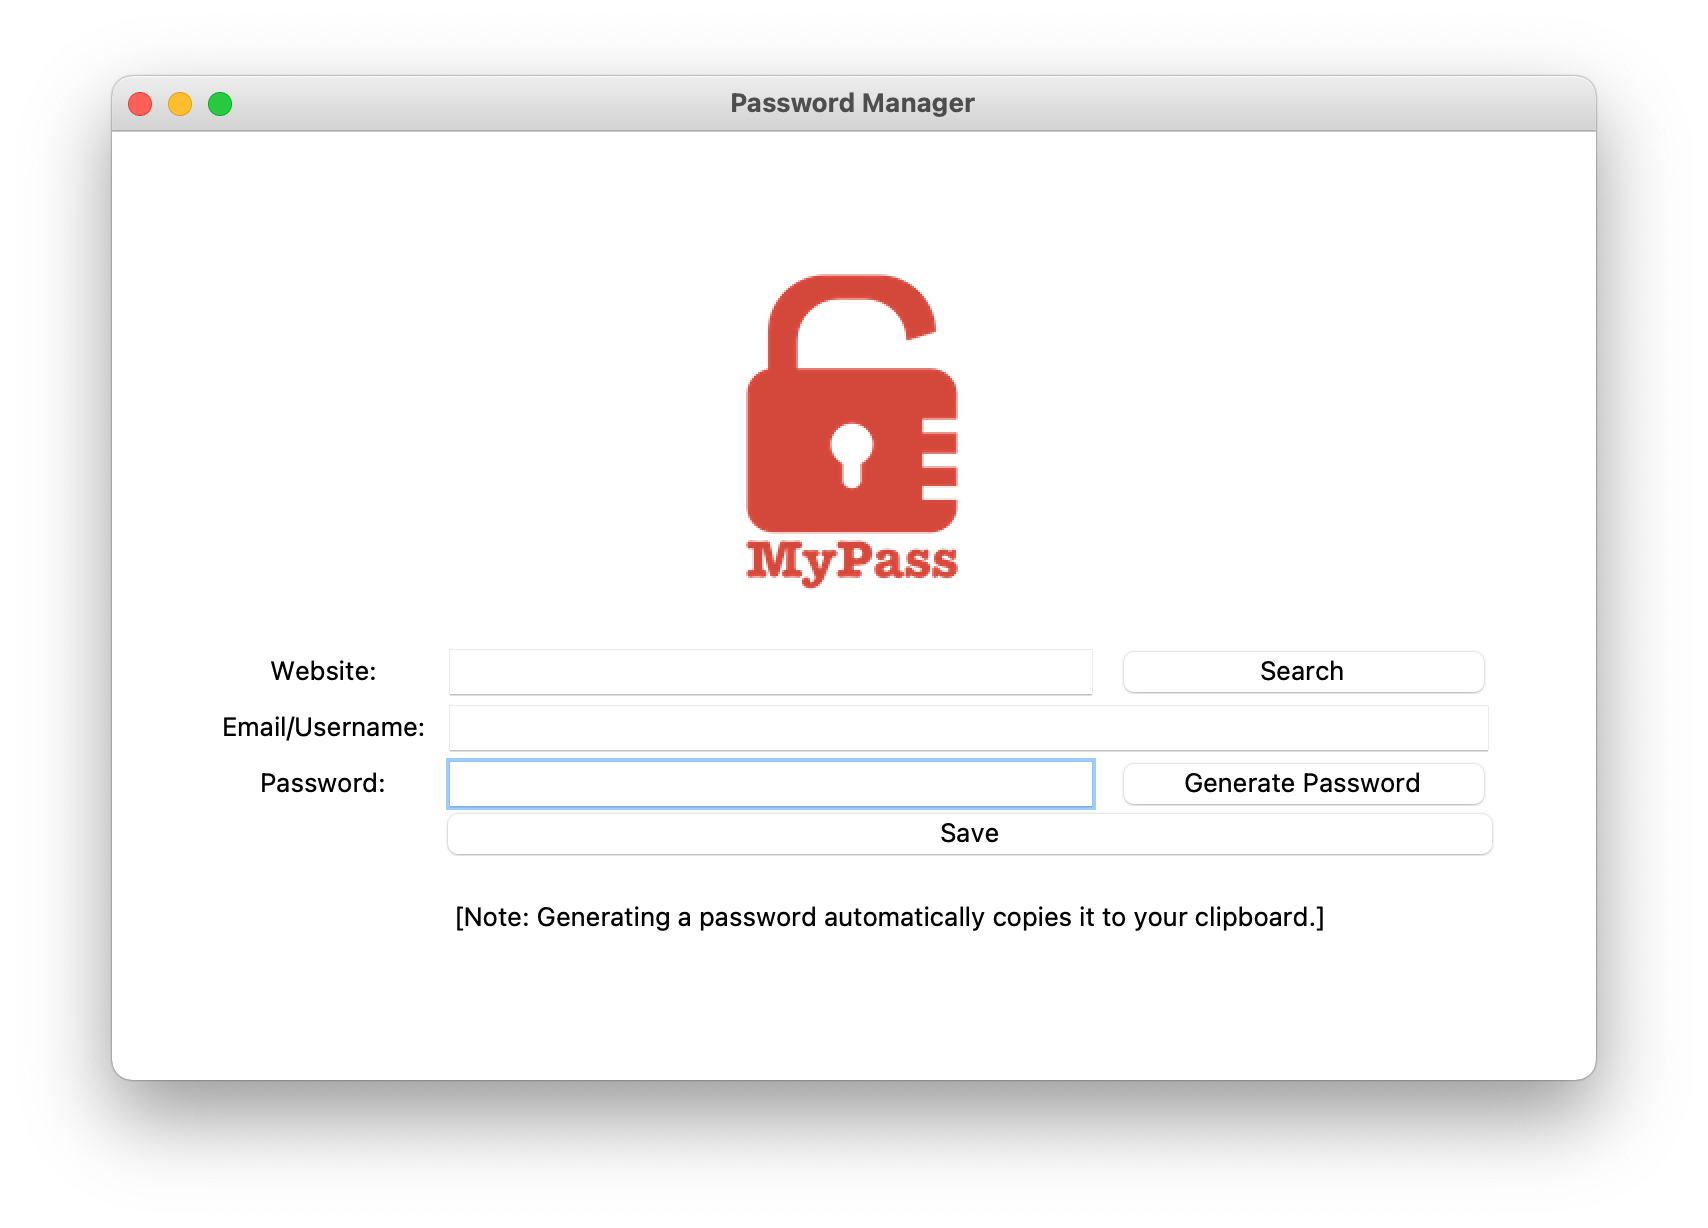 Password Manager
MyPass
Website:
Search
Email/Username:
Password:
Generate Password
Save
[Note: Generating a password automatically copies it to your clipboard.]